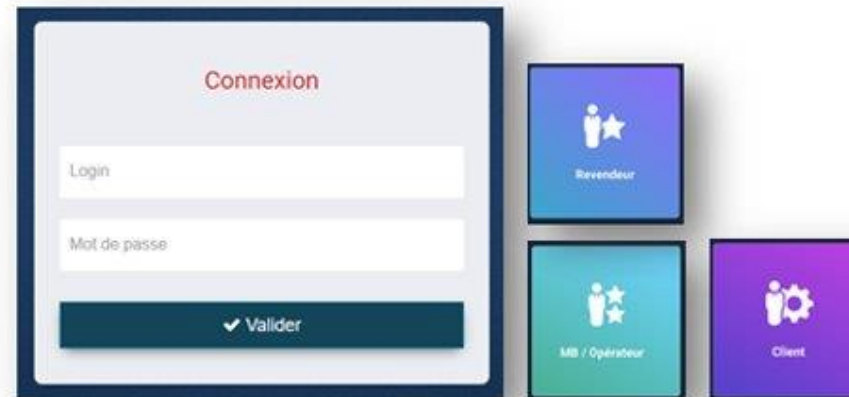 Connexion
Login
Mot de passe
✔ Valider
Revendeur
MB / Opérateur
Client